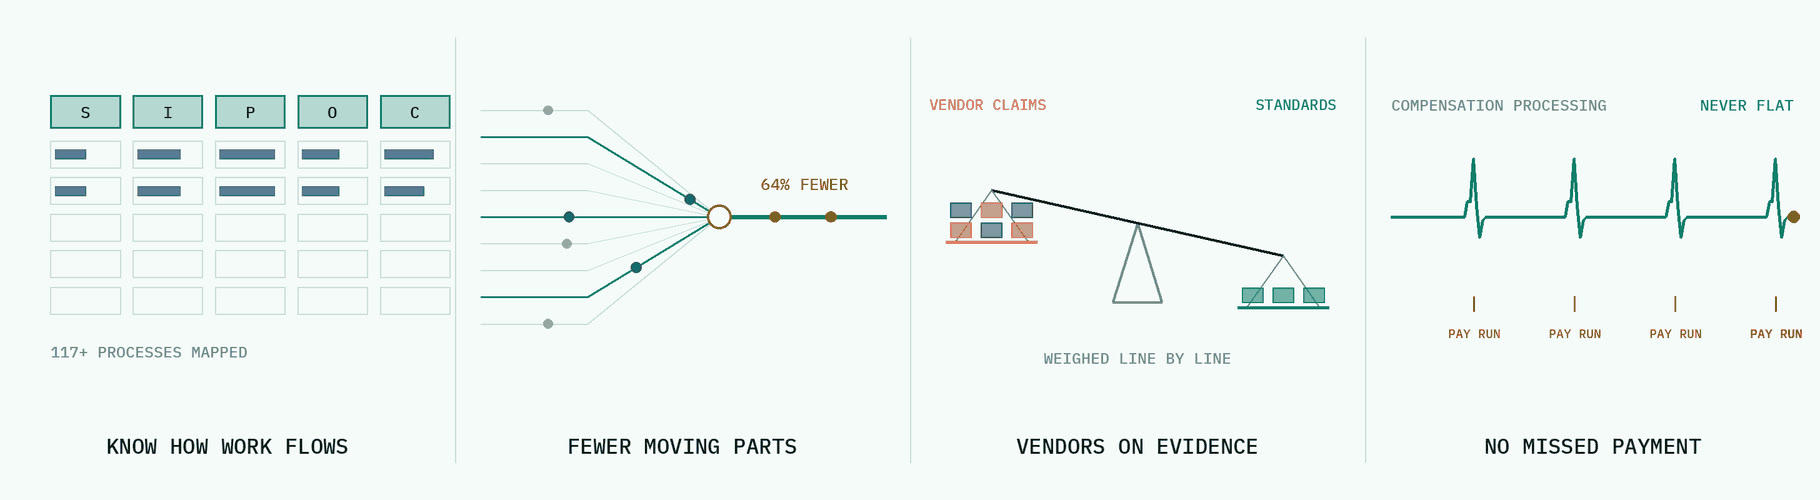 S I P O C
117+ PROCESSES MAPPED
KNOW HOW WORK FLOWS
64% FEWER
FEWER MOVING PARTS
VENDOR CLAIMS
STANDARDS
WEIGHED LINE BY LINE
VENDORS ON EVIDENCE
COMPENSATION PROCESSING
NEVER FLAT
PAY RUN PAY RUN PAY RUN PAY RUN
NO MISSED PAYMENT